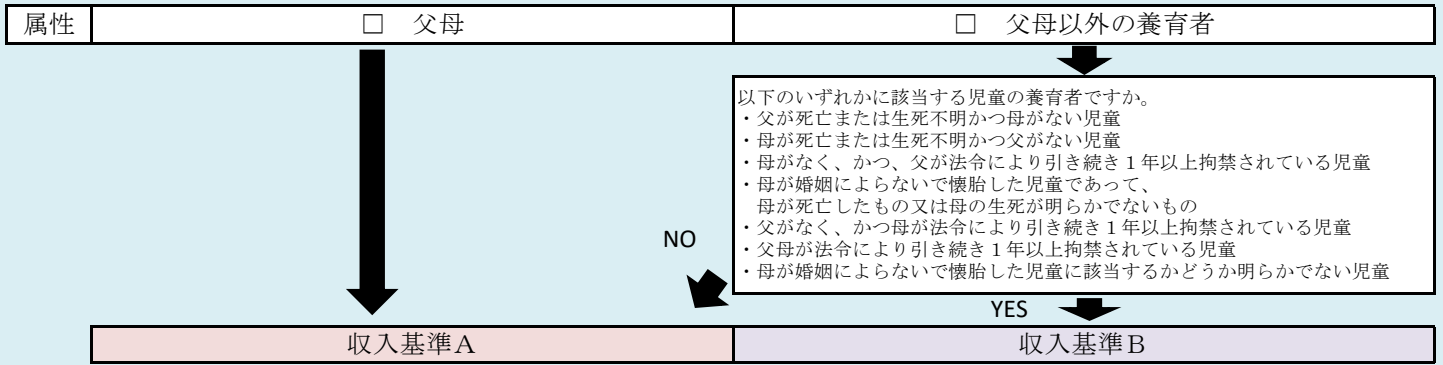 属性 □ 父母 □ 父母以外の養育者
以下のいずれかに該当する児童の養育者ですか。
・父が死亡または生死不明かつ母がない児童
・母が死亡または生死不明かつ父がない児童
・母がなく、かつ、父が法令により引き続き１年以上拘禁されている児童
・母が婚姻によらないで懐胎した児童であって、
母が死亡したもの又は母の生死が明らかでないもの
・父がなく、かつ母が法令により引き続き１年以上拘禁されている児童
・父母が法令により引き続き１年以上拘禁されている児童
・母が婚姻によらないで懐胎した児童に該当するかどうか明らかでない児童
NO
YES
収入基準Ａ 収入基準Ｂ